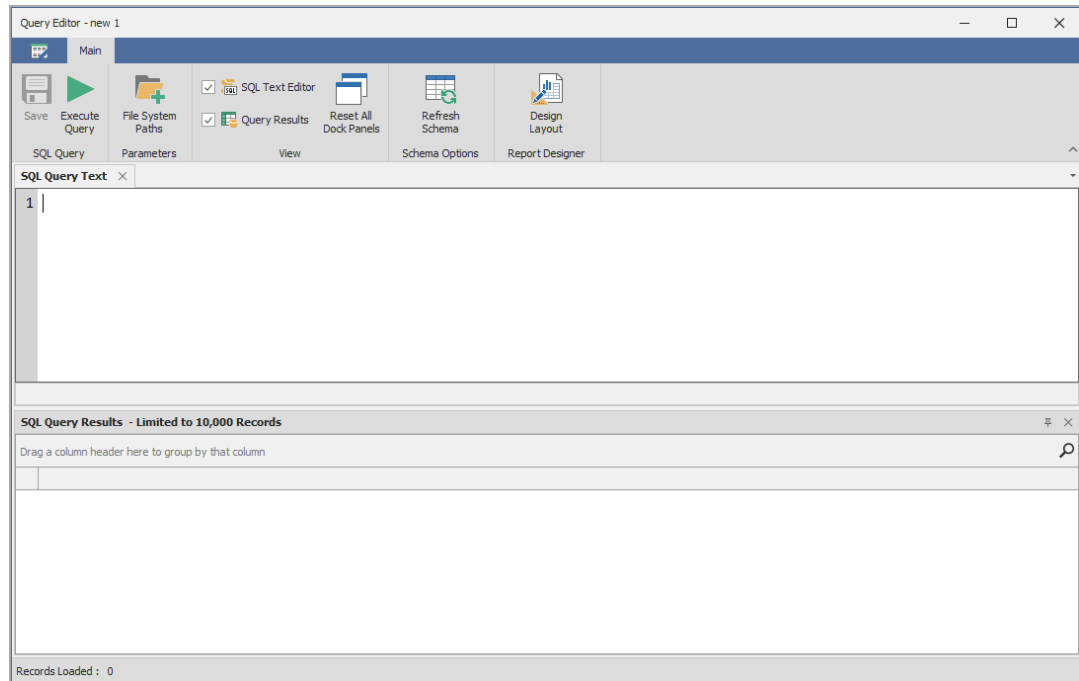 Query Editor - new 1
Main
Save
Execute
Query
File System
Paths
SQL Text Editor
Query Results
Reset All
Dock Panels
Refresh
Schema
Design
Layout
SQL Query
Parameters
View
Schema Options
Report Designer
SQL Query Text
1
SQL Query Results - Limited to 10,000 Records
Drag a column header here to group by that column
Records Loaded : 0